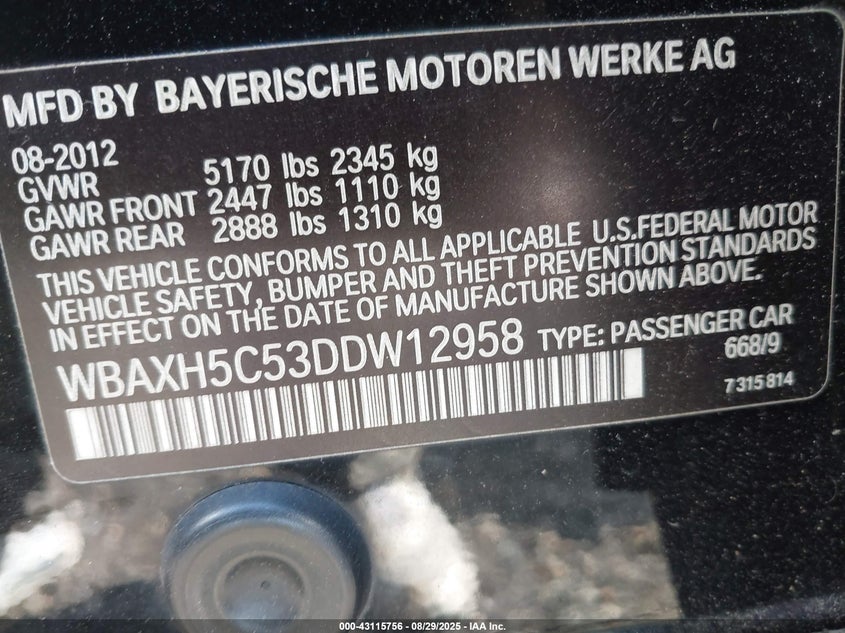 MFD BY BAYERISCHE MOTOREN WERKE AG
08-2012
GVWR 5170 lbs 2345 kg
GAWR FRONT 2447 lbs 1110 kg
GAWR REAR 2888 lbs 1310 kg
THIS VEHICLE CONFORMS TO ALL APPLICABLE U.S.FEDERAL MOTOR
VEHICLE SAFETY, BUMPER AND THEFT PREVENTION STANDARDS
IN EFFECT ON THE DATE OF MANUFACTURE SHOWN ABOVE.
WBAXH5C53DDW12958 TYPE: PASSENGER CAR
668/9
7315814
000-43115756 - 08/29/2025 - IAA Inc.